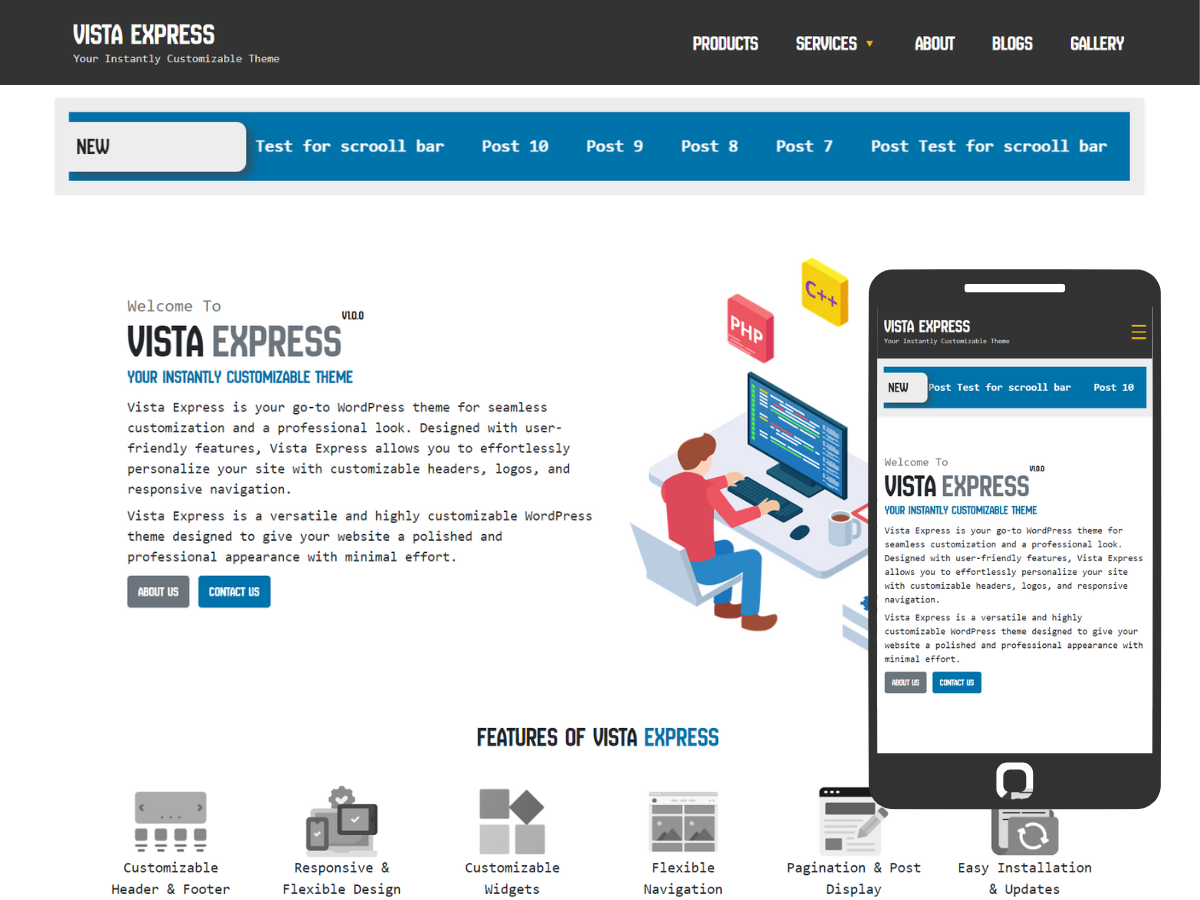 VISTA EXPRESS
Your Instantly Customizable Theme
PRODUCTS SERVICES ▼ ABOUT BLOGS GALLERY
NEW
Test for scrooll bar Post 10 Post 9 Post 8 Post 7 Post Test for scrooll bar
Welcome To
VISTA EXPRESS V1.0.0
YOUR INSTANTLY CUSTOMIZABLE THEME
Vista Express is your go-to WordPress theme for seamless
customization and a professional look. Designed with user-
friendly features, Vista Express allows you to effortlessly
personalize your site with customizable headers, logos, and
responsive navigation.
Vista Express is a versatile and highly customizable WordPress
theme designed to give your website a polished and
professional appearance with minimal effort.
ABOUT US CONTACT US
PHP
C++
VISTA EXPRESS
Your Instantly Customizable Theme
NEW
Post Test for scrooll bar Post 10
Welcome To
VISTA EXPRESS V1.0.0
YOUR INSTANTLY CUSTOMIZABLE THEME
Vista Express is your go-to WordPress theme for
seamless customization and a professional look.
Designed with user-friendly features, Vista Express
allows you to effortlessly personalize your site
with customizable headers, logos, and responsive
navigation.
Vista Express is a versatile and highly
customizable WordPress theme designed to give your
website a polished and professional appearance with
minimal effort.
ABOUT US CONTACT US
FEATURES OF VISTA EXPRESS
Customizable
Header & Footer
Responsive &
Flexible Design
Customizable
Widgets
Flexible
Navigation
Pagination & Post
Display
Easy Installation
& Updates